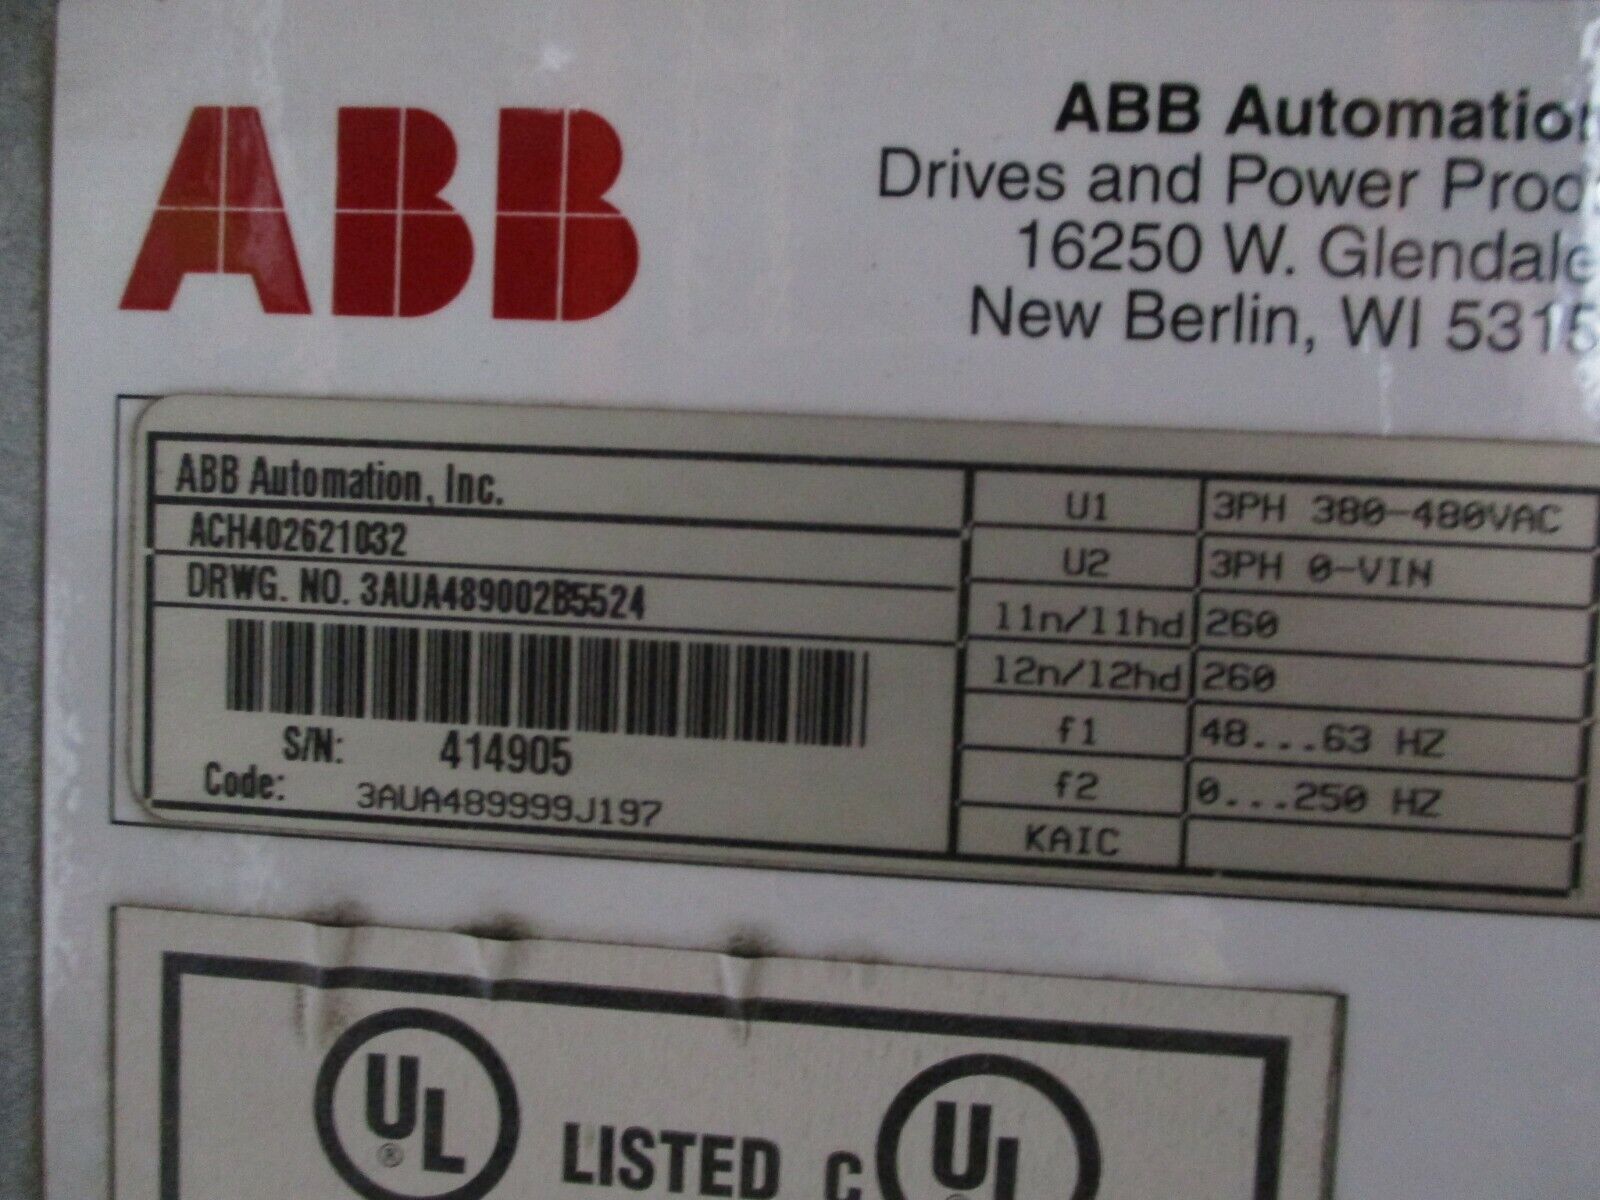 ABB
ABB Automation
Drives and Power Prod
16250 W. Glendale
New Berlin, WI 5315
ABB Automation, Inc.
ACH402621032
DRWG. NO. 3AUA489002B5524
S/N: 414905
Code: 3AUA489999J197
U1 3PH 380-480VAC
U2 3PH 0-VIN
I1n/I1hd 260
I2n/I2hd 260
f1 48...63 HZ
f2 0...250 HZ
KAIC
UL ® LISTED C UL